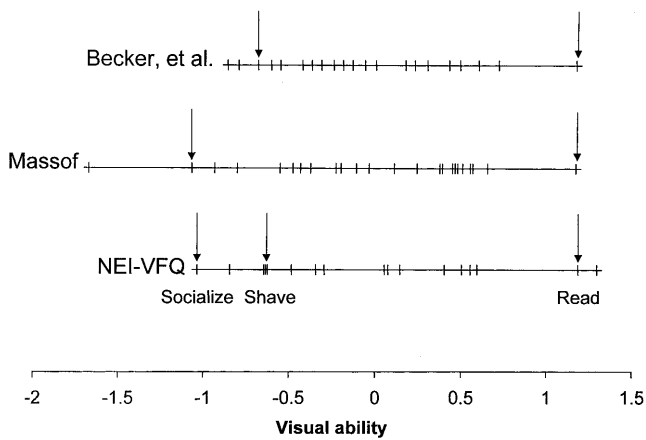 Becker, et al.
Massof
NEI-VFQ
Socialize Shave Read
-2 -1.5 -1 -0.5 0 0.5 1 1.5
Visual ability